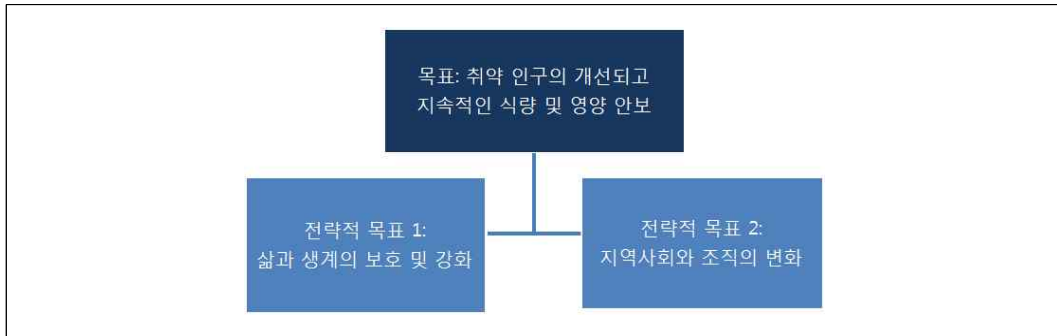 목표: 취약 인구의 개선되고
지속적인 식량 및 영양 안보
전략적 목표 1:
삶과 생계의 보호 및 강화
전략적 목표 2:
지역사회와 조직의 변화